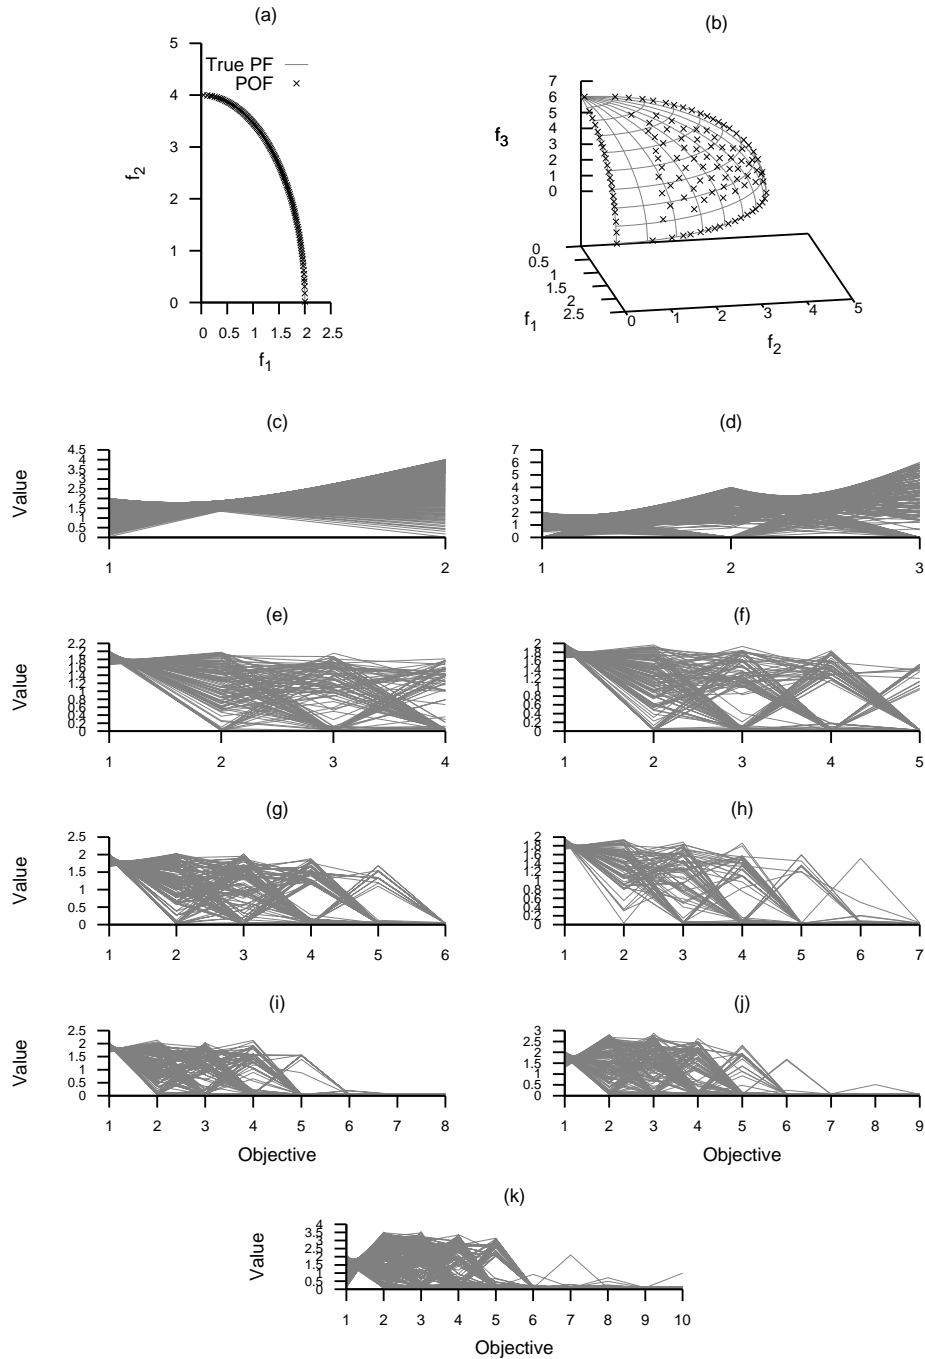 (a)
5
4
3
2
1
0
f2
True PF
POF
0 0.5 1 1.5 2 2.5
f1
(b)
7
6
5
4
3
2
1
0
f3
0
0.5
1
1.5
2
2.5
f1
0 1 2 3 4 5
f2
(c)
Value
4.5
4
3.5
3
2.5
2
1.5
1
0.5
0
1 2
(d)
7
6
5
4
3
2
1
0
1 2 3
(e)
Value
2.2
2
1.8
1.6
1.4
1.2
1
0.8
0.6
0.4
0.2
0
1 2 3 4
(f)
2
1.8
1.6
1.4
1.2
1
0.8
0.6
0.4
0.2
0
1 2 3 4 5
(g)
Value
2.5
2
1.5
1
0.5
0
1 2 3 4 5 6
(h)
2
1.8
1.6
1.4
1.2
1
0.8
0.6
0.4
0.2
0
1 2 3 4 5 6 7
(i)
Value
2.5
2
1.5
1
0.5
0
1 2 3 4 5 6 7 8
Objective
(j)
3
2.5
2
1.5
1
0.5
0
1 2 3 4 5 6 7 8 9
Objective
(k)
Value
4
3.5
3
2.5
2
1.5
1
0.5
0
1 2 3 4 5 6 7 8 9 10
Objective